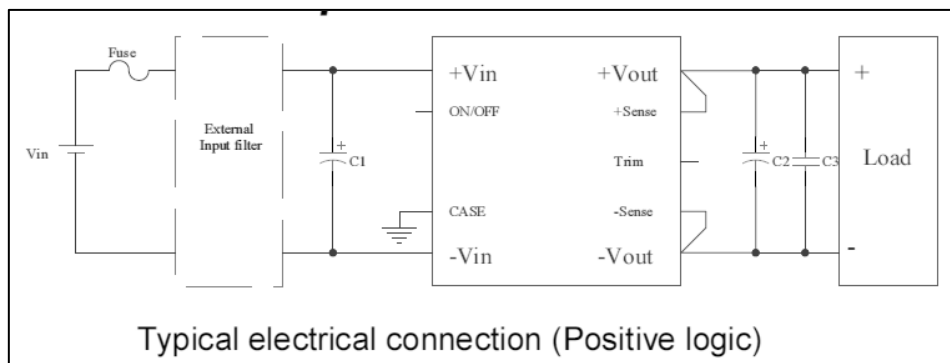 Fuse
Vin
External
Input filter
+
C1
+Vin
ON/OFF
CASE
-Vin
+Vout
+Sense
Trim
-Sense
-Vout
+
C2
C3
+
Load
-
Typical electrical connection (Positive logic)